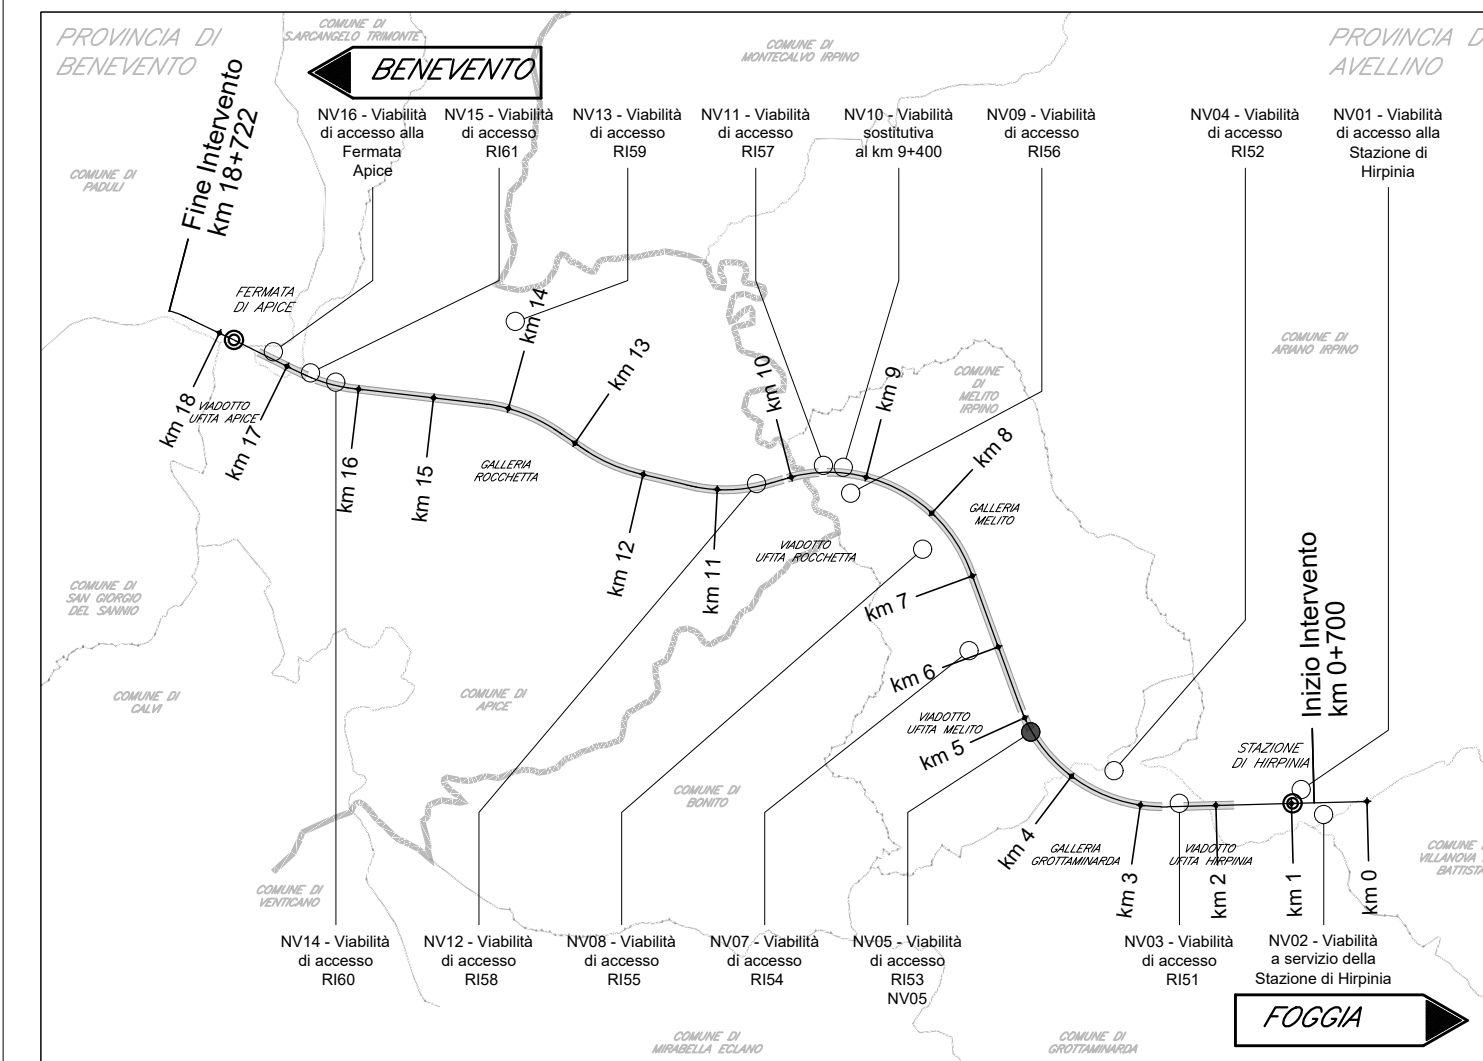 PROVINCIA DI
BENEVENTO
COMUNE DI
S.ARCANGELO TRIMONTE
BENEVENTO
COMUNE DI
MONTECALVO IRPINO
PROVINCIA D
AVELLINO
Fine Intervento
km 18+722
NV16 - Viabilità
di accesso alla
Fermata
Apice
NV15 - Viabilità
di accesso
RI61
NV13 - Viabilità
di accesso
RI59
NV11 - Viabilità
di accesso
RI57
NV10 - Viabilità
sostitutiva
al km 9+400
NV09 - Viabilità
di accesso
RI56
NV04 - Viabilità
di accesso
RI52
NV01 - Viabilità
di accesso alla
Stazione di
Hirpinia
COMUNE DI
PADULI
FERMATA
DI APICE
COMUNE DI
ARIANO IRPINO
COMUNE
DI
MELITO
IRPINO
km 18
VIADOTTO
UFITA APICE
km 17
km 16
km 15
km 14
km 13
GALLERIA
ROCCHETTA
km 12
km 11
km 10
km 9
km 8
GALLERIA
MELITO
VIADOTTO
UFITA ROCCHETTA
km 7
COMUNE DI
SAN GIORGIO
DEL SANNIO
COMUNE DI
CALVI
COMUNE DI
APICE
km 6
VIADOTTO
UFITA MELITO
km 5
Inizio Intervento
km 0+700
STAZIONE
DI HIRPINIA
COMUNE DI
BONITO
km 4
GALLERIA
GROTTAMINARDA
km 3
VIADOTTO
UFITA HIRPINIA
km 2
km 1
km 0
COMUNE
VILLANOVA
BATTISTA
COMUNE DI
VENTICANO
NV14 - Viabilità
di accesso
RI60
NV12 - Viabilità
di accesso
RI58
NV08 - Viabilità
di accesso
RI55
NV07 - Viabilità
di accesso
RI54
NV05 - Viabilità
di accesso
RI53
NV05
NV03 - Viabilità
di accesso
RI51
NV02 - Viabilità
a servizio della
Stazione di Hirpinia
FOGGIA
COMUNE DI
MIRABELLA ECLANO
COMUNE DI
GROTTAMINARDA